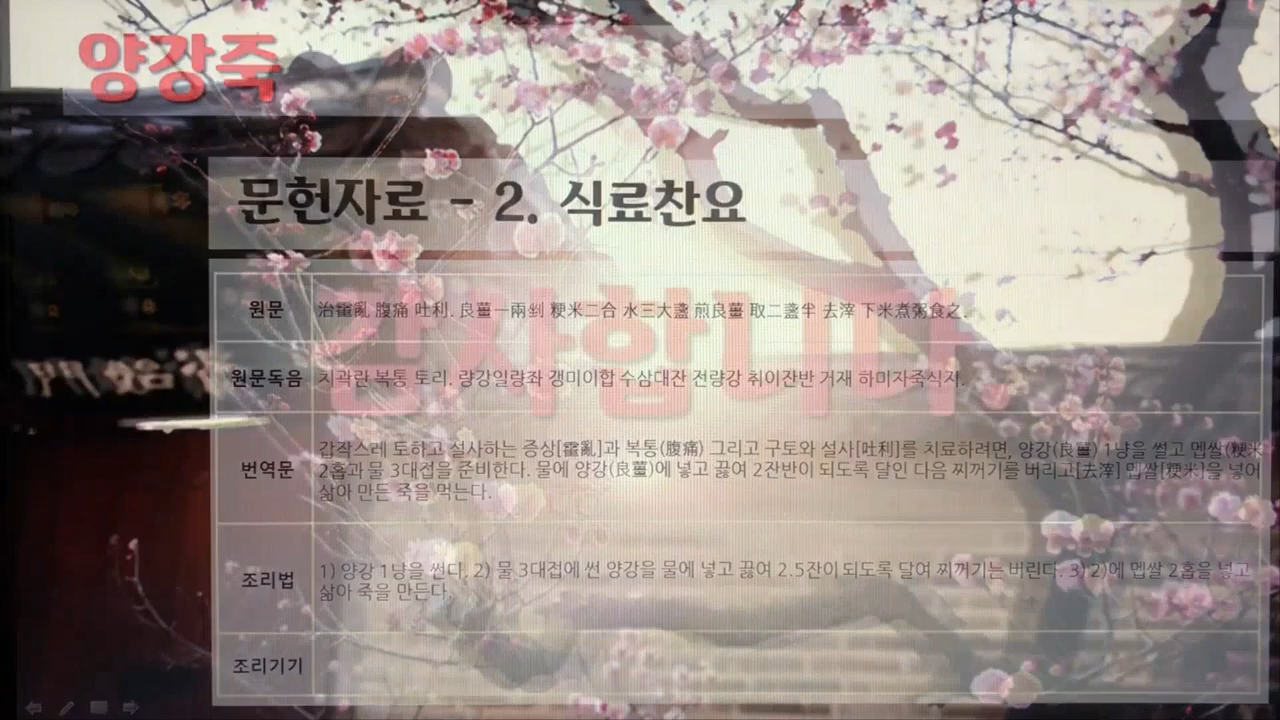 양강죽
문헌자료 - 2. 식료찬요
감사합니다
원문
治霍亂 腹痛 吐利. 良薑一兩剉 粳米二合 水三大盞 煎良薑 取二盞半 去滓 下米煮粥食之.
원문독음
치곽란 복통 토리. 량강일량좌 갱미이합 수삼대잔 전량강 취이잔반 거재 하미자죽식지.
번역문
갑작스레 토하고 설사하는 증상[霍亂]과 복통(腹痛) 그리고 구토와 설사[吐利]를 치료하려면, 양강(良薑) 1냥을 썰고 멥쌀(粳米
2홉과 물 3대접을 준비한다. 물에 양강(良薑)에 넣고 끓여 2잔반이 되도록 달인 다음 찌꺼기를 버리고[去滓] 멥쌀[粳米]을 넣어
삶아 만든 죽을 먹는다.
조리법
1) 양강 1냥을 썬다. 2) 물 3대접에 썬 양강을 물에 넣고 끓여 2.5잔이 되도록 달여 찌꺼기는 버린다. 3) 2)에 멥쌀 2홉을 넣고
삶아 죽을 만든다.
조리기기